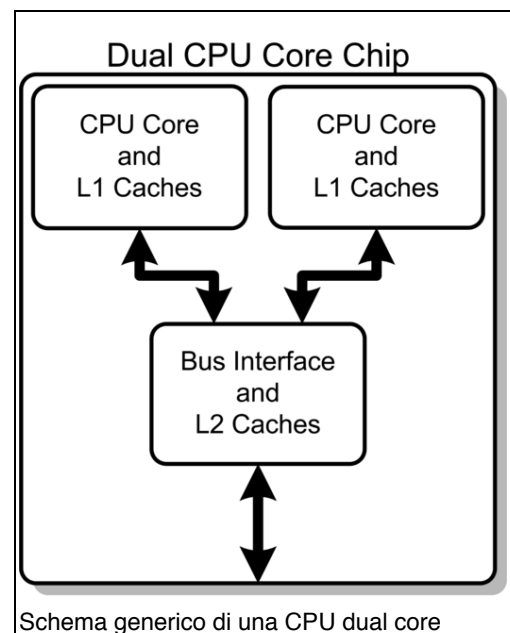 Dual CPU Core Chip
CPU Core
and
L1 Caches
CPU Core
and
L1 Caches
Bus Interface
and
L2 Caches
Schema generico di una CPU dual core